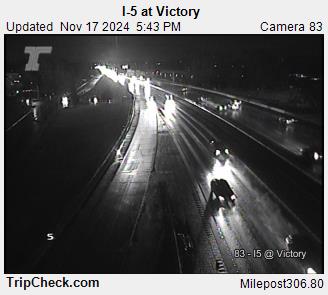 I-5 at Victory
Updated Nov 17 2024 5:43 PM Camera 83
T
S
83 - I5 @ Victory
TripCheck.com Milepost306.80